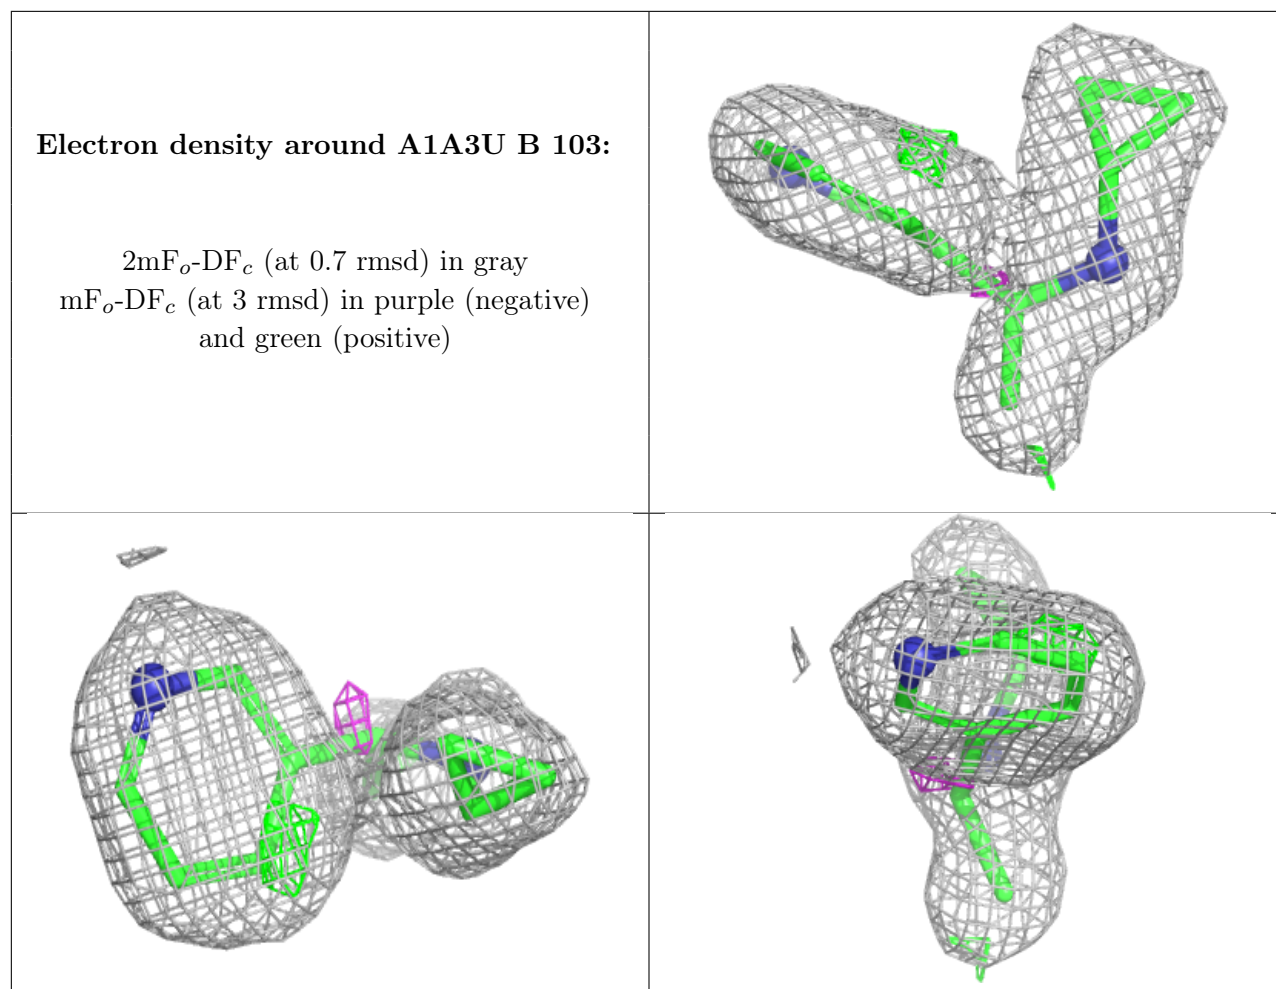 Electron density around A1A3U B 103:
2mFₒ-DF𝒸 (at 0.7 rmsd) in gray
mFₒ-DF𝒸 (at 3 rmsd) in purple (negative)
and green (positive)